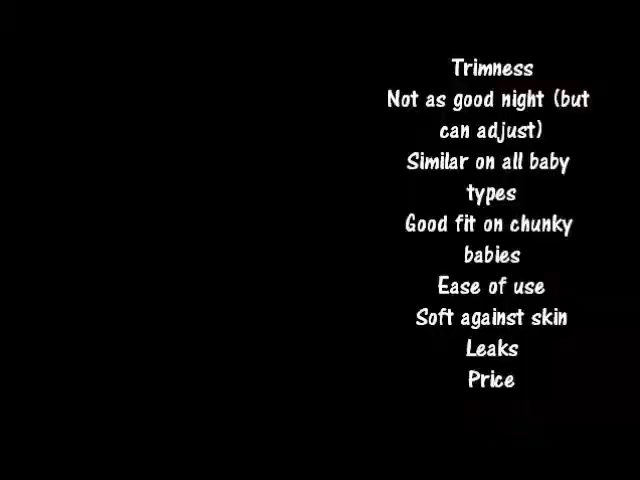 Trimness
Not as good night (but
can adjust)
Similar on all baby
types
Good fit on chunky
babies
Ease of use
Soft against skin
Leaks
Price